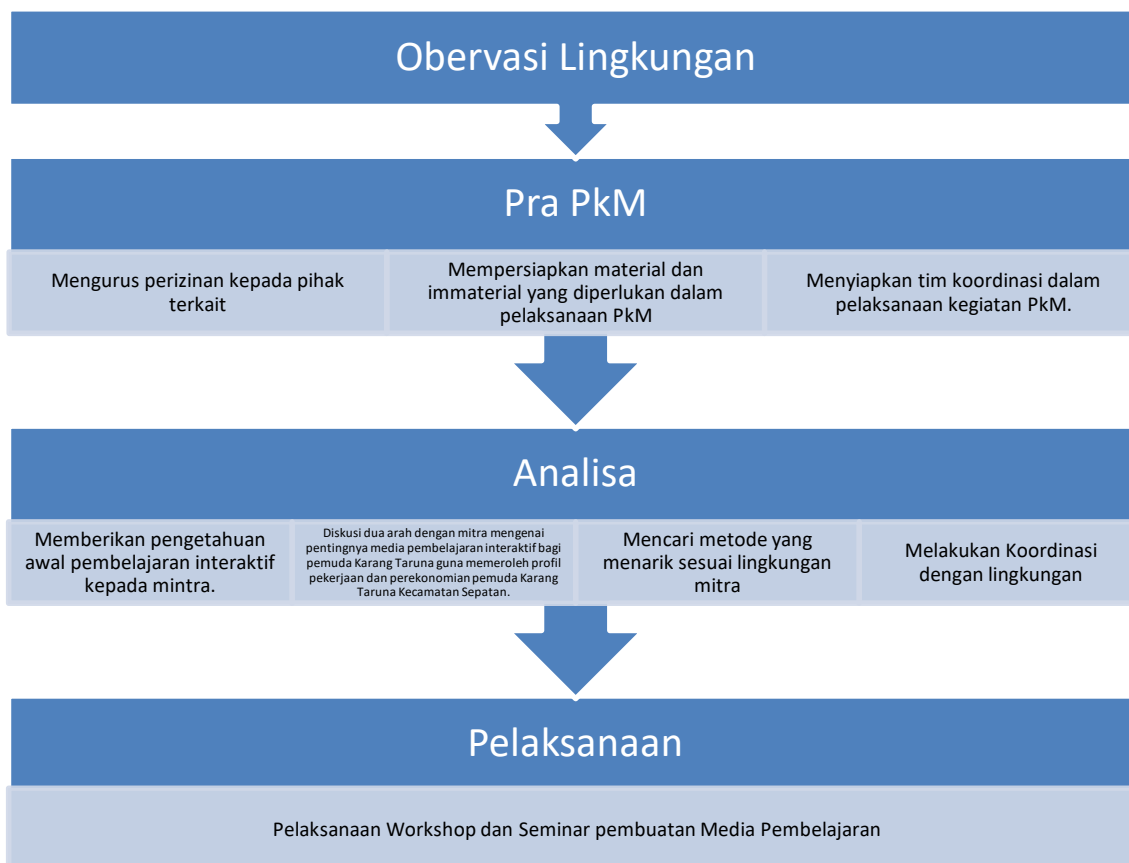 Obervasi Lingkungan
Pra PkM
Mengurus perizinan kepada pihak
terkait
Mempersiapkan material dan
immaterial yang diperlukan dalam
pelaksanaan PkM
Menyiapkan tim koordinasi dalam
pelaksanaan kegiatan PkM.
Analisa
Memberikan pengetahuan
awal pembelajaran interaktif
kepada mintra.
Diskusi dua arah dengan mitra mengenai
pentingnya media pembelajaran interaktif bagi
pemuda Karang Taruna guna memeroleh profil
pekerjaan dan perekonomian pemuda Karang
Taruna Kecamatan Sepatan.
Mencari metode yang
menarik sesuai lingkungan
mitra
Melakukan Koordinasi
dengan lingkungan
Pelaksanaan
Pelaksanaan Workshop dan Seminar pembuatan Media Pembelajaran